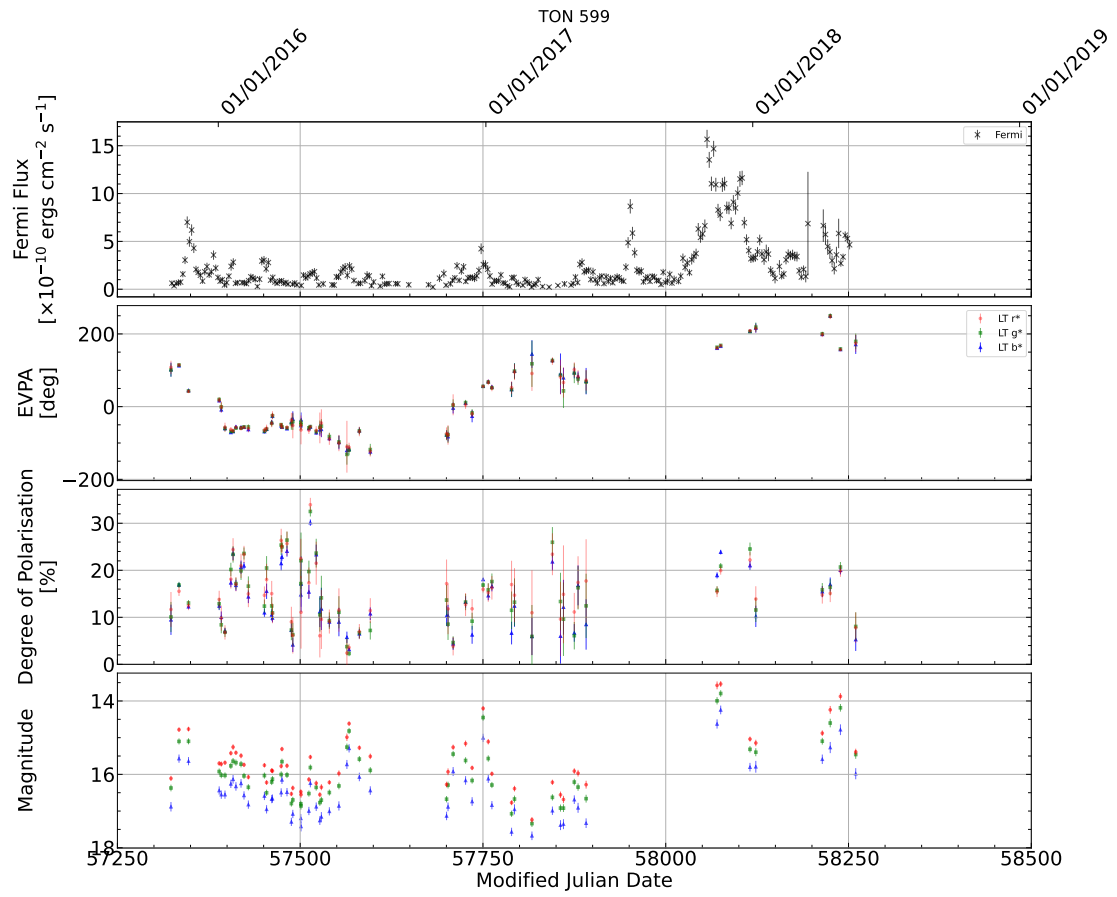 TON 599
01/01/2016 01/01/2017 01/01/2018 01/01/2019
Fermi Flux
[×10⁻¹⁰ ergs cm⁻² s⁻¹]
15
10
5
0
Fermi
EVPA
[deg]
200
0
−200
LT r*
LT g*
LT b*
Degree of Polarisation
[%]
30
20
10
0
Magnitude
14
16
18
57250 57500 57750 58000 58250 58500
Modified Julian Date